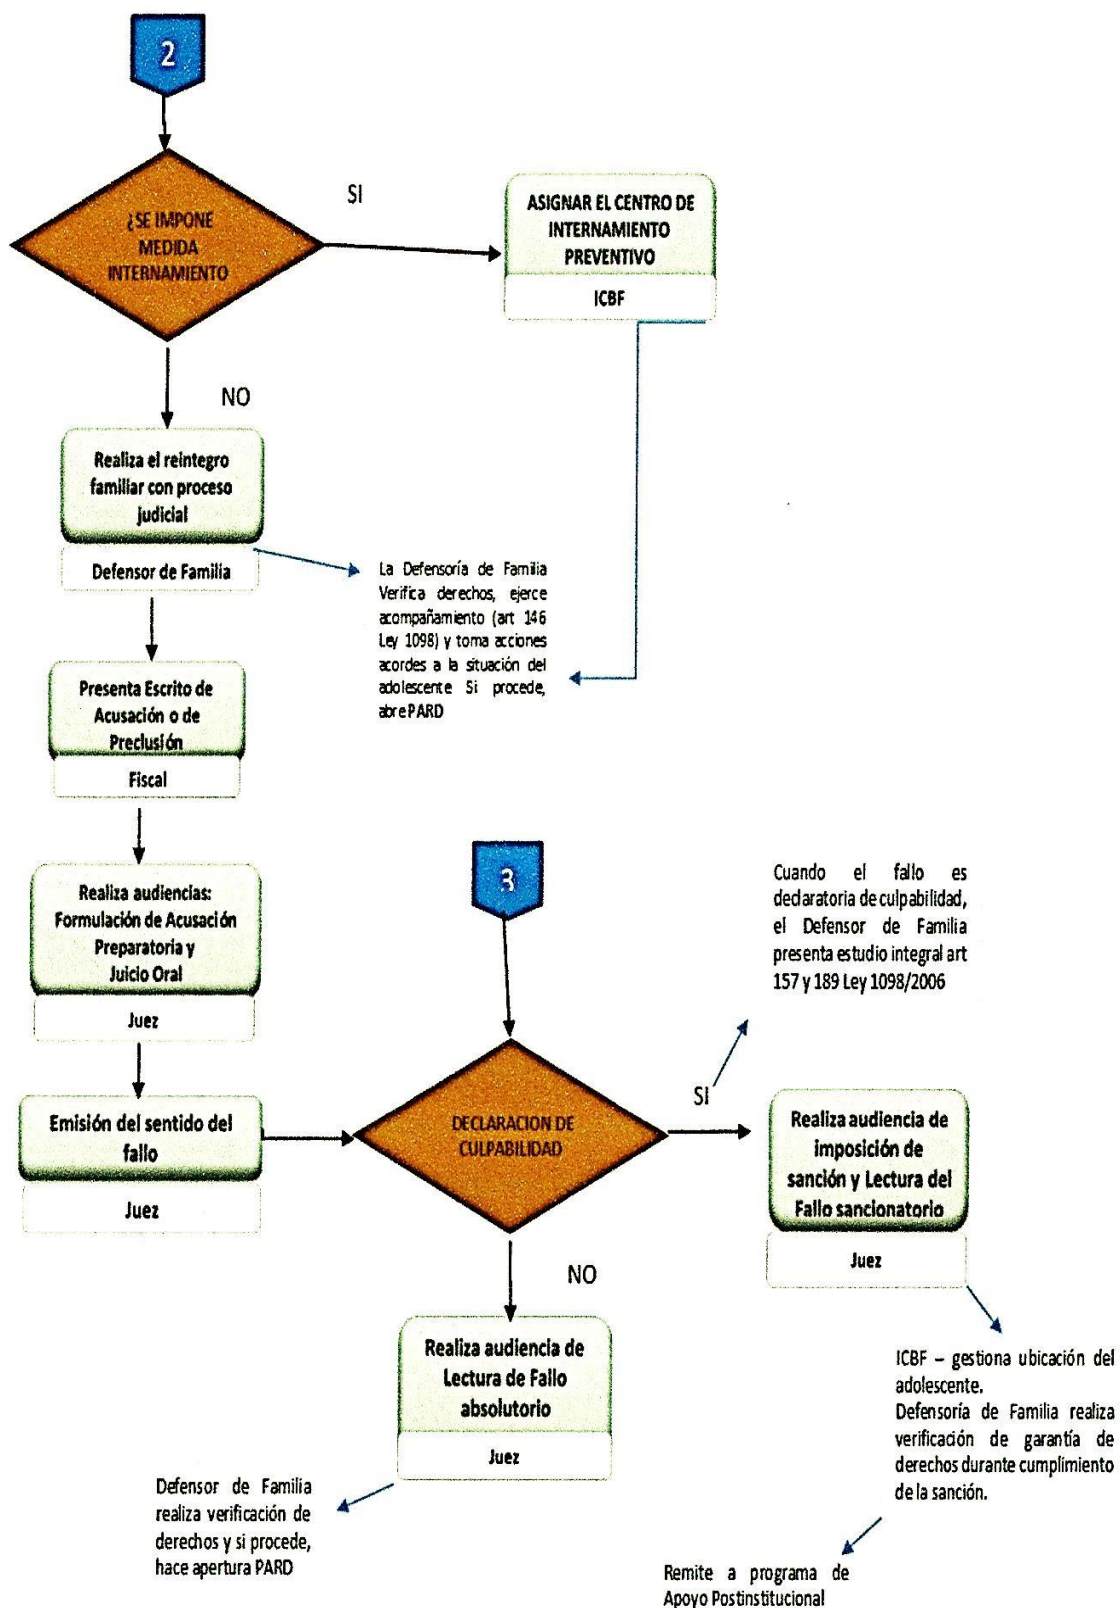 2
¿SE IMPONE
MEDIDA
INTERNAMIENTO
SI
ASIGNAR EL CENTRO DE
INTERNAMIENTO
PREVENTIVO
ICBF
NO
Realiza el reintegro
familiar con proceso
judicial
Defensor de Familia
La Defensoría de Familia
Verifica derechos, ejerce
acompañamiento (art 146
Ley 1098) y toma acciones
acordes a la situación del
adolescente Si procede,
abre PARD
Presenta Escrito de
Acusación o de
Preclusión
Fiscal
Realiza audiencias:
Formulación de Acusación
Preparatoria y
Juicio Oral
Juez
Emisión del sentido del
fallo
Juez
3
DECLARACION DE
CULPABILIDAD
SI
Cuando el fallo es
declaratoria de culpabilidad,
el Defensor de Familia
presenta estudio integral art
157 y 189 Ley 1098/2006
Realiza audiencia de
imposición de
sanción y Lectura del
Fallo sancionatorio
Juez
NO
Realiza audiencia de
Lectura de Fallo
absolutorio
Juez
Defensor de Familia
realiza verificación de
derechos y si procede,
hace apertura PARD
ICBF – gestiona ubicación del
adolescente.
Defensoría de Familia realiza
verificación de garantía de
derechos durante cumplimiento
de la sanción.
Remite a programa de
Apoyo Postinstitucional